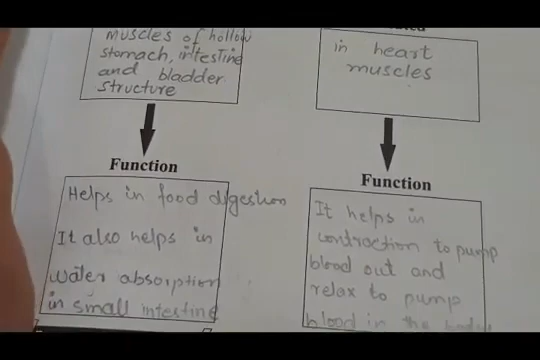 muscles of hollow
stomach, intestine
and bladder
structure
Function
Helps in food digestion
It also helps in
water absorption
in small intestine
in heart
muscles
Function
It helps in
contraction to pump
blood out and
relax to pump
blood in the body